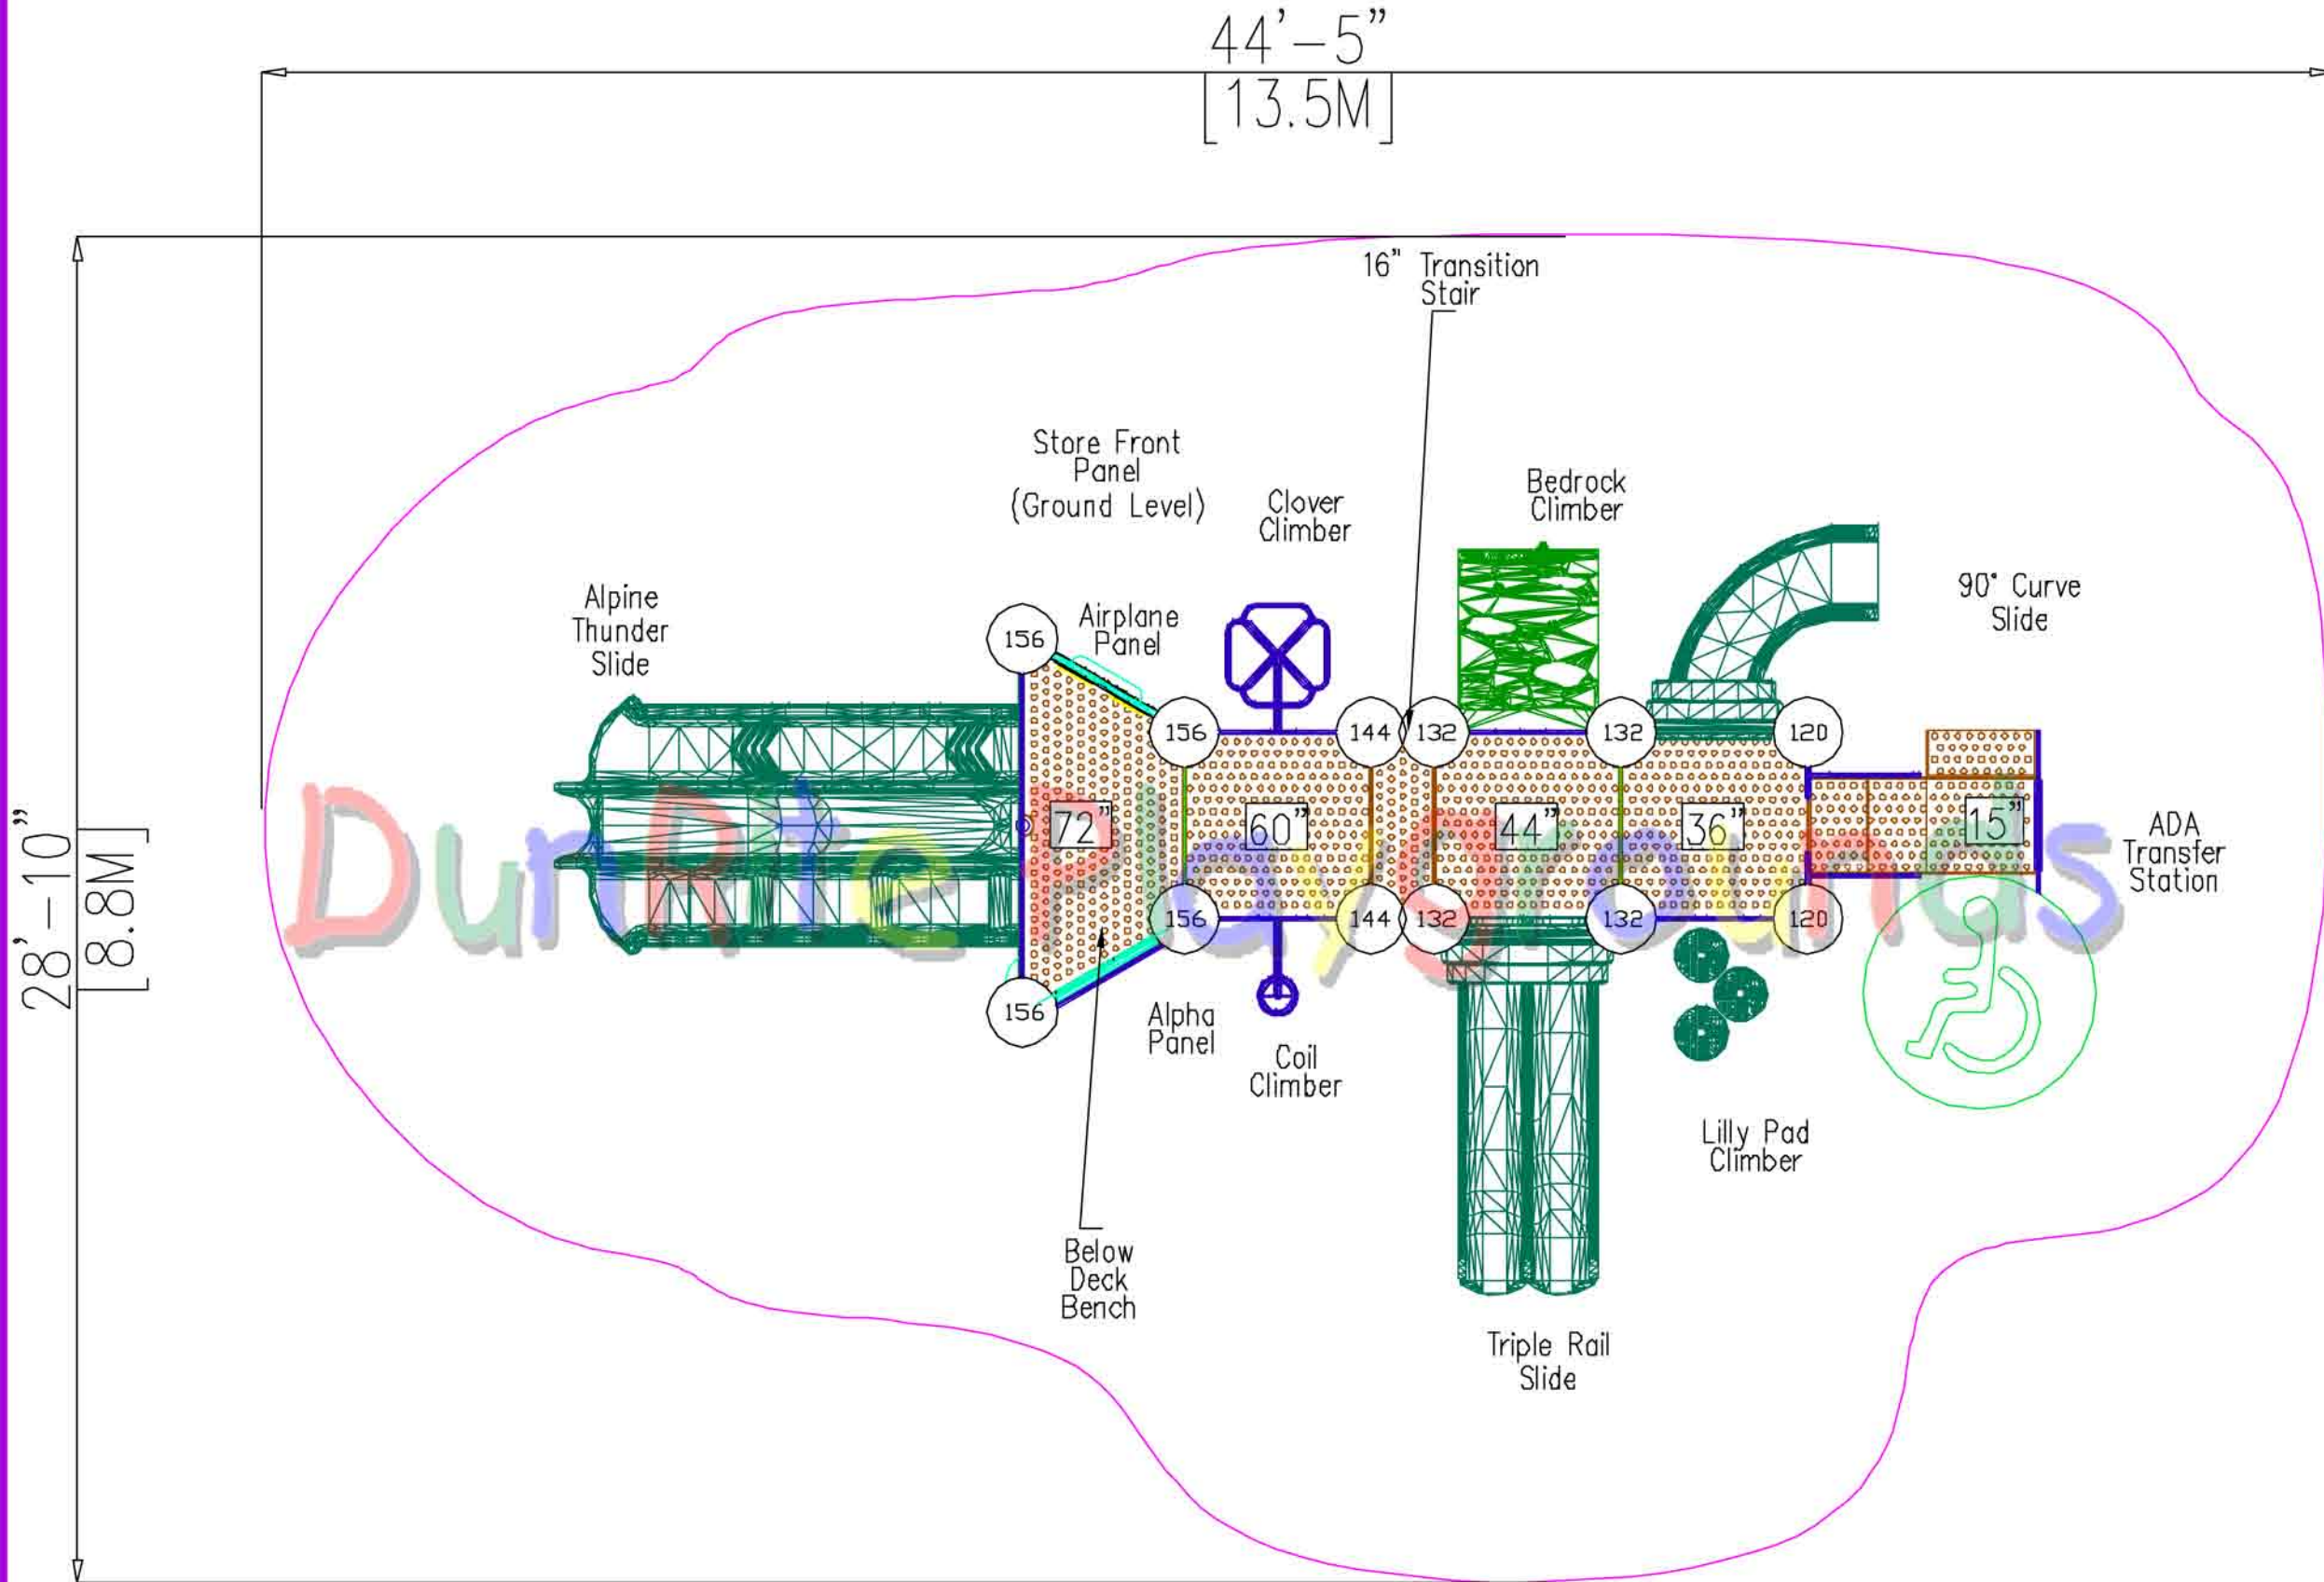 44'-5"
[13.5M]
28'-10"
[8.8M]
16" Transition
Stair
Store Front
Panel
(Ground Level)
Clover
Climber
Bedrock
Climber
Alpine
Thunder
Slide
Airplane
Panel
90° Curve
Slide
156
156
144
132
132
120
72"
60"
44"
36"
15"
ADA
Transfer
Station
DunRite Playgrounds
156
144
132
132
120
156
Alpha
Panel
Coil
Climber
Lilly Pad
Climber
Below
Deck
Bench
Triple Rail
Slide